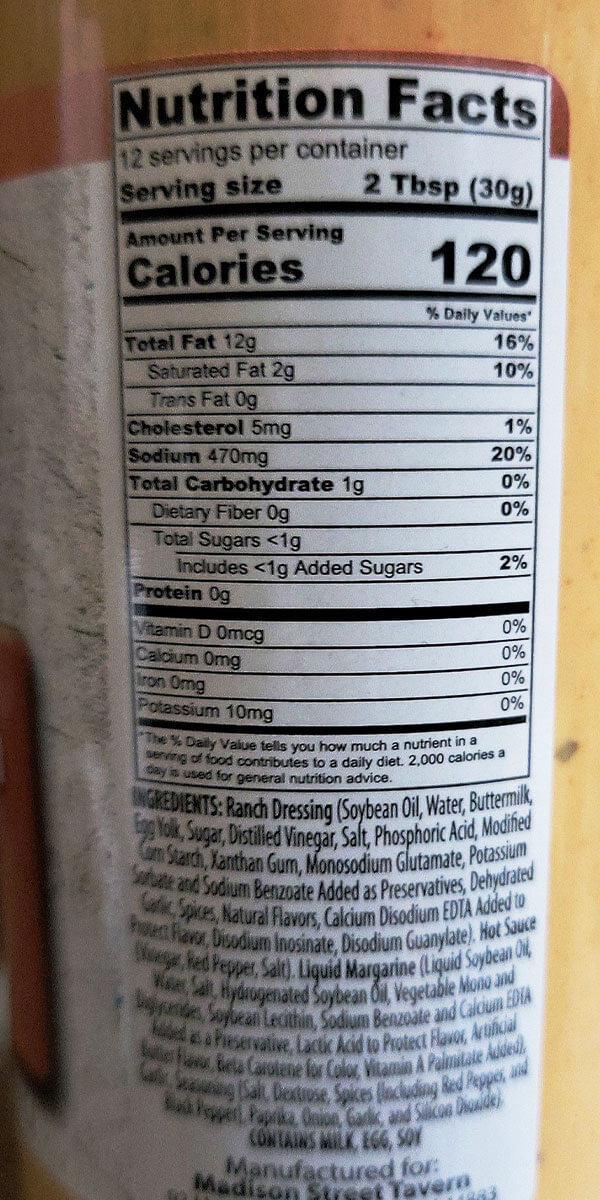 Nutrition Facts
12 servings per container
Serving size 2 Tbsp (30g)
Amount Per Serving
Calories 120
% Daily Values*
Total Fat 12g 16%
Saturated Fat 2g 10%
Trans Fat 0g
Cholesterol 5mg 1%
Sodium 470mg 20%
Total Carbohydrate 1g 0%
Dietary Fiber 0g 0%
Total Sugars <1g
Includes <1g Added Sugars 2%
Protein 0g
Vitamin D 0mcg 0%
Calcium 0mg 0%
Iron 0mg 0%
Potassium 10mg 0%
*The % Daily Value tells you how much a nutrient in a
serving of food contributes to a daily diet. 2,000 calories a
day is used for general nutrition advice.
INGREDIENTS: Ranch Dressing (Soybean Oil, Water, Buttermilk,
Egg Yolk, Sugar, Distilled Vinegar, Salt, Phosphoric Acid, Modified
Corn Starch, Xanthan Gum, Monosodium Glutamate, Potassium
Sorbate and Sodium Benzoate Added as Preservatives, Dehydrated
Garlic, Spices, Natural Flavors, Calcium Disodium EDTA Added to
Protect Flavor, Disodium Inosinate, Disodium Guanylate). Hot Sauce
(Vinegar, Red Pepper, Salt). Liquid Margarine (Liquid Soybean Oil,
Water, Salt, Hydrogenated Soybean Oil, Vegetable Mono and
Diglycerides, Soybean Lecithin, Sodium Benzoate and Calcium EDTA
Added as a Preservative, Lactic Acid to Protect Flavor, Artificial
Butter Flavor, Beta Carotene for Color, Vitamin A Palmitate Added),
Garlic, Seasoning (Salt, Dextrose, Spices (Including Red Pepper, and
Black Pepper), Paprika, Onion, Garlic, and Silicon Dioxide).
CONTAINS MILK, EGG, SOY
Manufactured for:
Madison Street Tavern